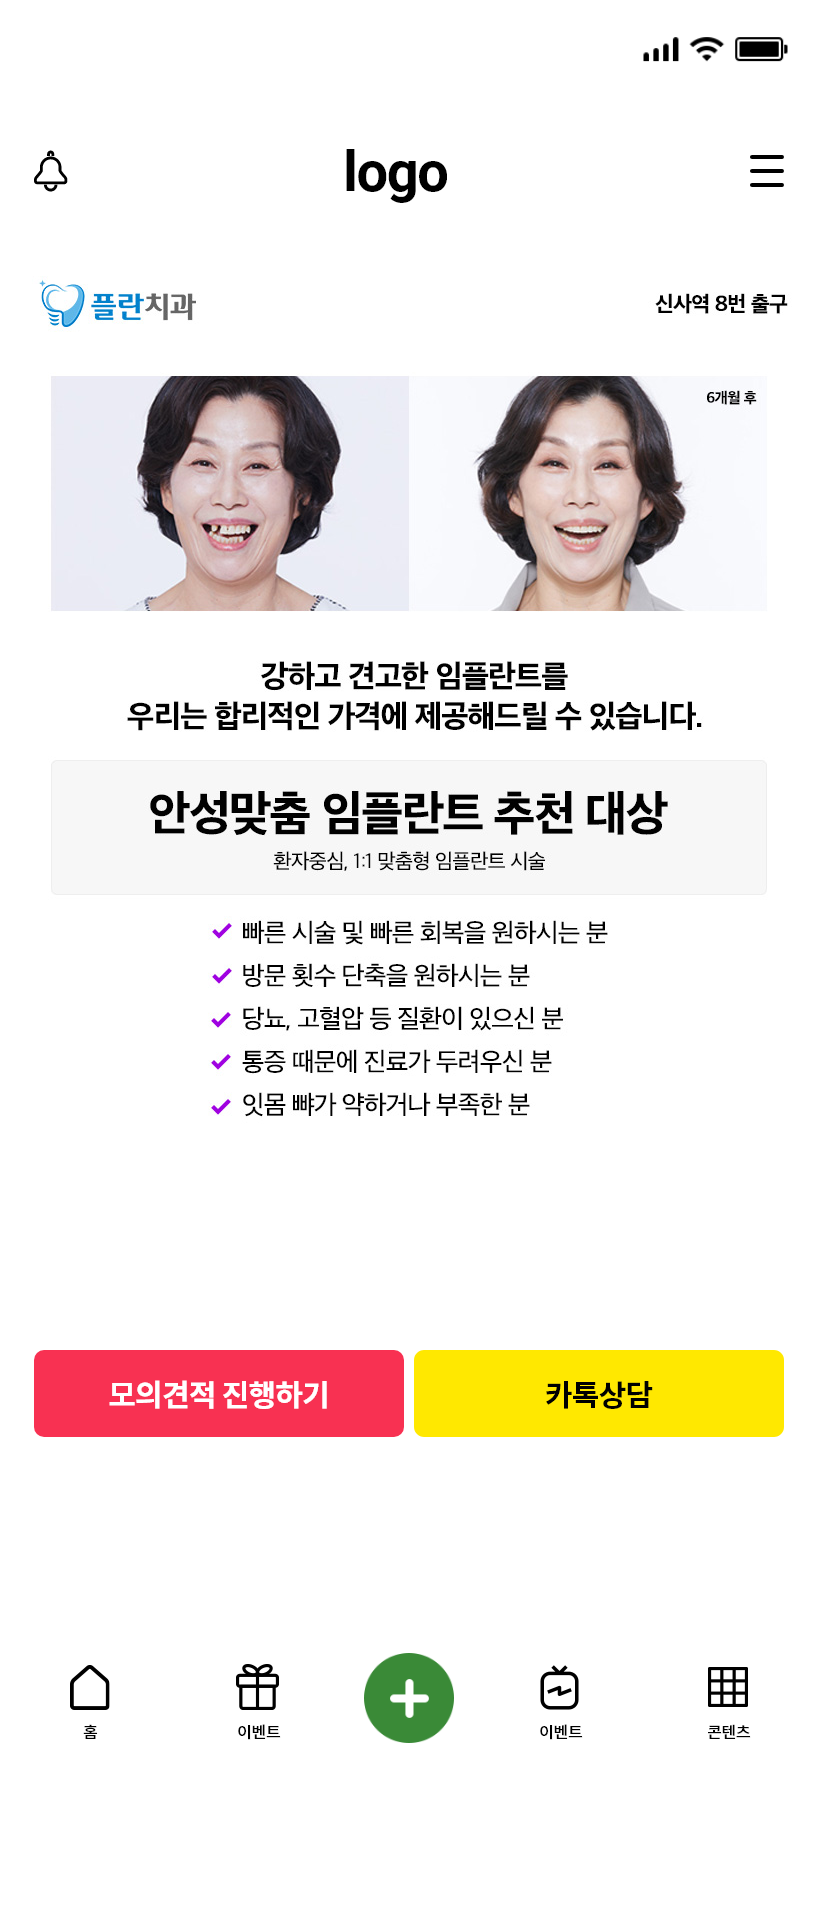 logo
플란치과
신사역 8번 출구
6개월 후
강하고 견고한 임플란트를
우리는 합리적인 가격에 제공해드릴 수 있습니다.
안성맞춤 임플란트 추천 대상
환자중심, 1:1 맞춤형 임플란트 시술
빠른 시술 및 빠른 회복을 원하시는 분
방문 횟수 단축을 원하시는 분
당뇨, 고혈압 등 질환이 있으신 분
통증 때문에 진료가 두려우신 분
잇몸 뺘가 약하거나 부족한 분
모의견적 진행하기
카톡상담
홈
이벤트
이벤트
콘텐츠